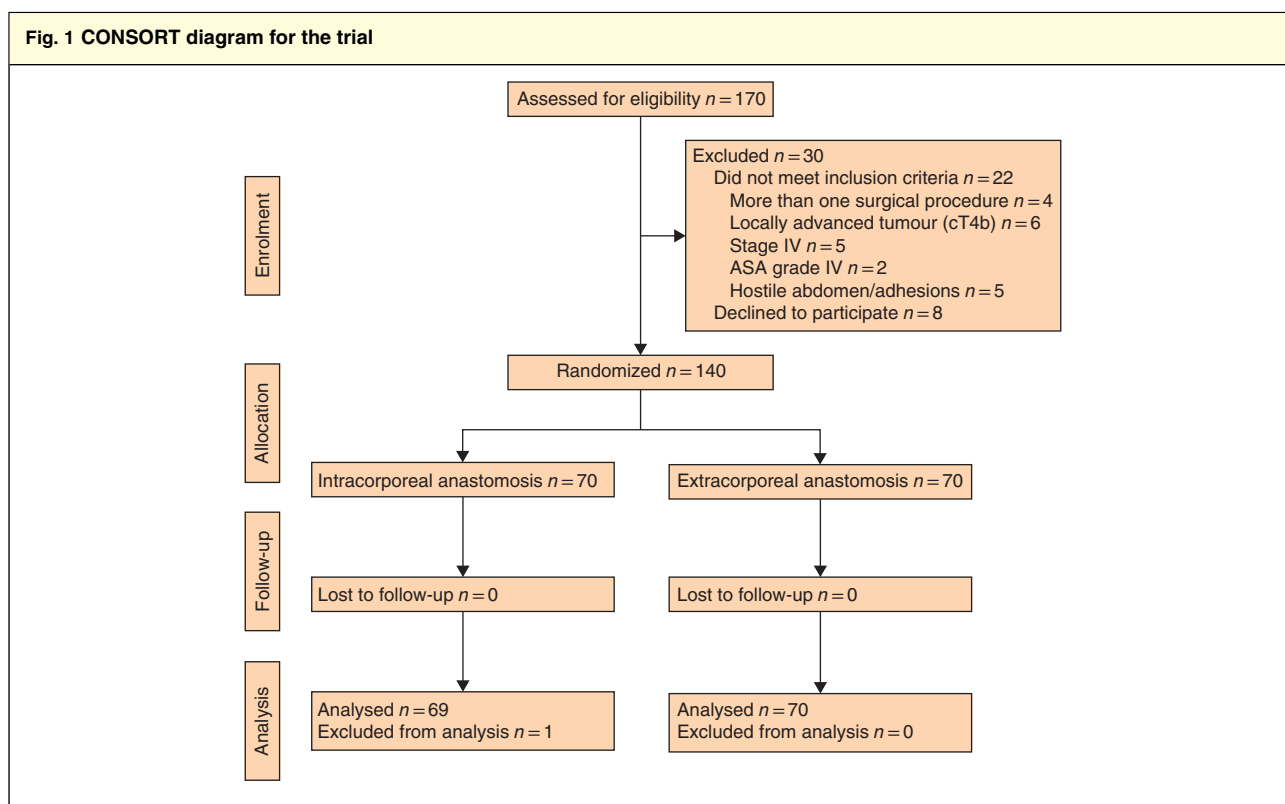 Fig. 1 CONSORT diagram for the trial
Assessed for eligibility n = 170
Enrolment
Excluded n = 30
Did not meet inclusion criteria n = 22
More than one surgical procedure n = 4
Locally advanced tumour (cT4b) n = 6
Stage IV n = 5
ASA grade IV n = 2
Hostile abdomen/adhesions n = 5
Declined to participate n = 8
Randomized n = 140
Allocation
Intracorporeal anastomosis n = 70
Extracorporeal anastomosis n = 70
Follow-up
Lost to follow-up n = 0
Lost to follow-up n = 0
Analysis
Analysed n = 69
Excluded from analysis n = 1
Analysed n = 70
Excluded from analysis n = 0